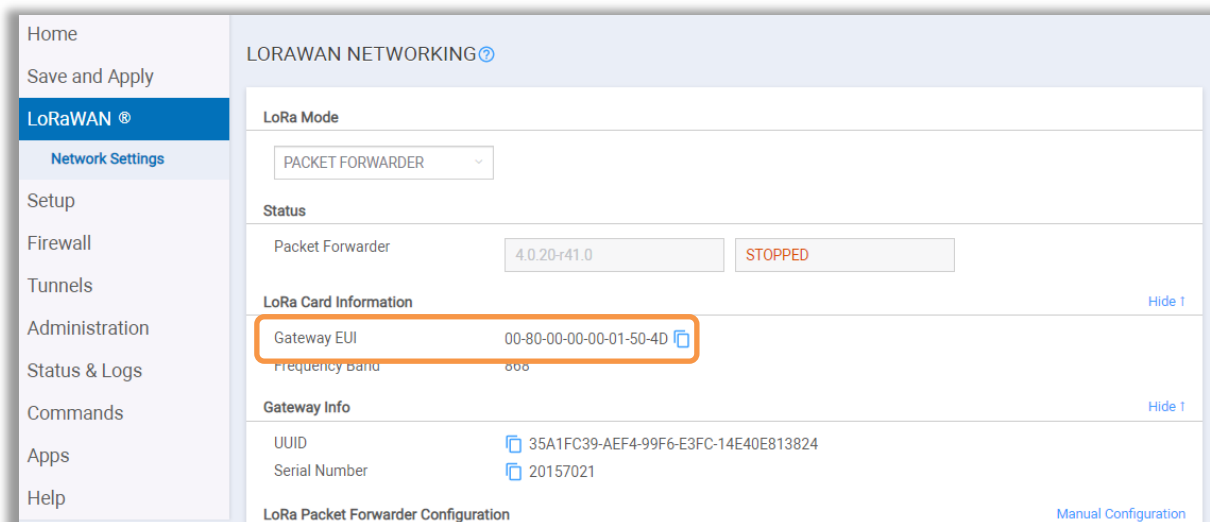 Home
Save and Apply
LoRaWAN ®
Network Settings
Setup
Firewall
Tunnels
Administration
Status & Logs
Commands
Apps
Help
LORAWAN NETWORKING?
LoRa Mode
PACKET FORWARDER
Status
Packet Forwarder 4.0.20-r41.0 STOPPED
LoRa Card Information Hide ↑
Gateway EUI 00-80-00-00-00-01-50-4D
Frequency Band 868
Gateway Info Hide ↑
UUID 35A1FC39-AEF4-99F6-E3FC-14E40E813824
Serial Number 20157021
LoRa Packet Forwarder Configuration Manual Configuration